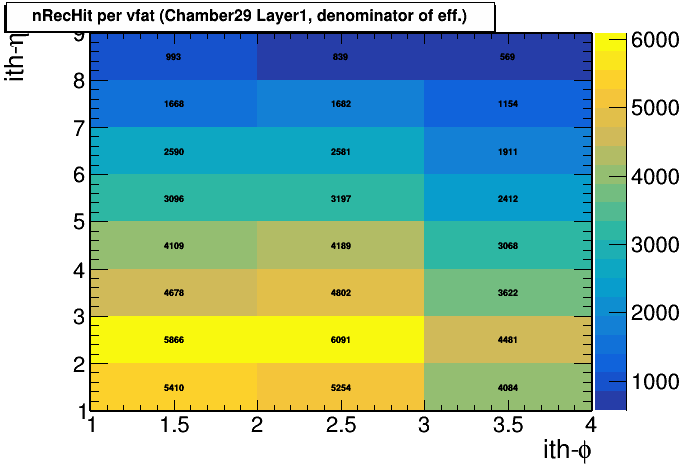 nRecHit per vfat (Chamber29 Layer1, denominator of eff.)
ith-η
9
8
7
6
5
4
3
2
1
993 839 569
1668 1682 1154
2590 2581 1911
3096 3197 2412
4109 4189 3068
4678 4802 3622
5866 6091 4481
5410 5254 4084
1 1.5 2 2.5 3 3.5 4
ith-ϕ
6000
5000
4000
3000
2000
1000